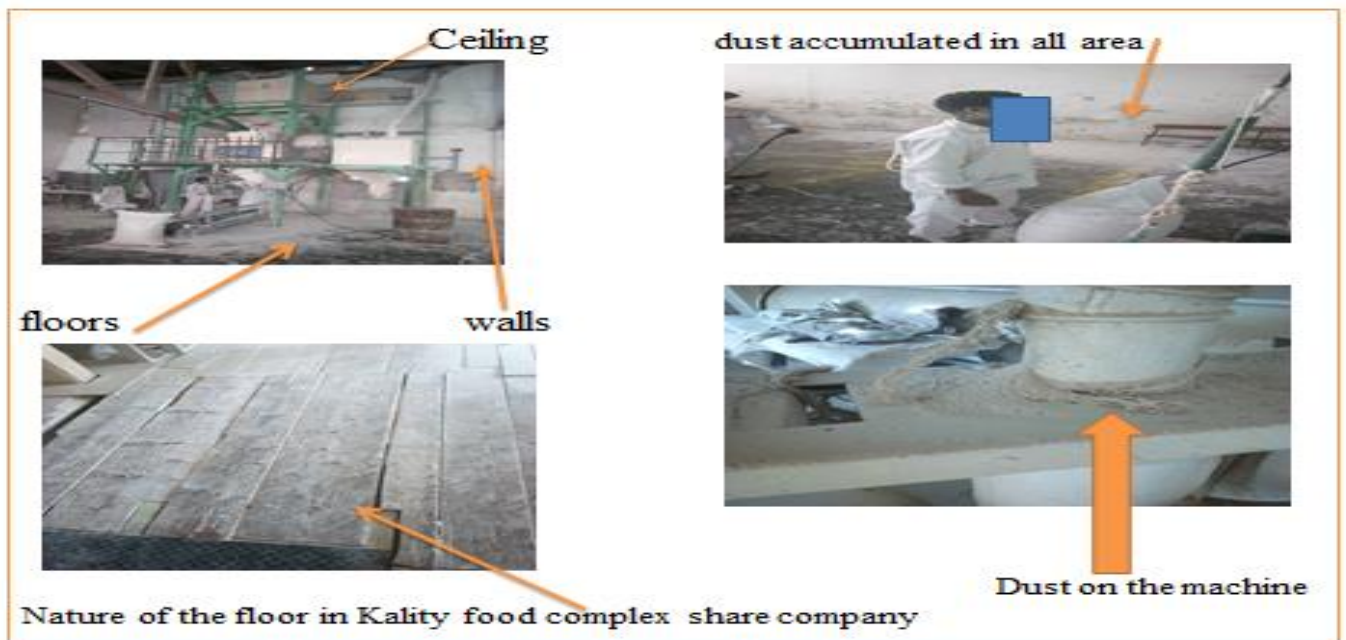 Ceiling
dust accumulated in all area
floors
walls
Dust on the machine
Nature of the floor in Kality food complex share company